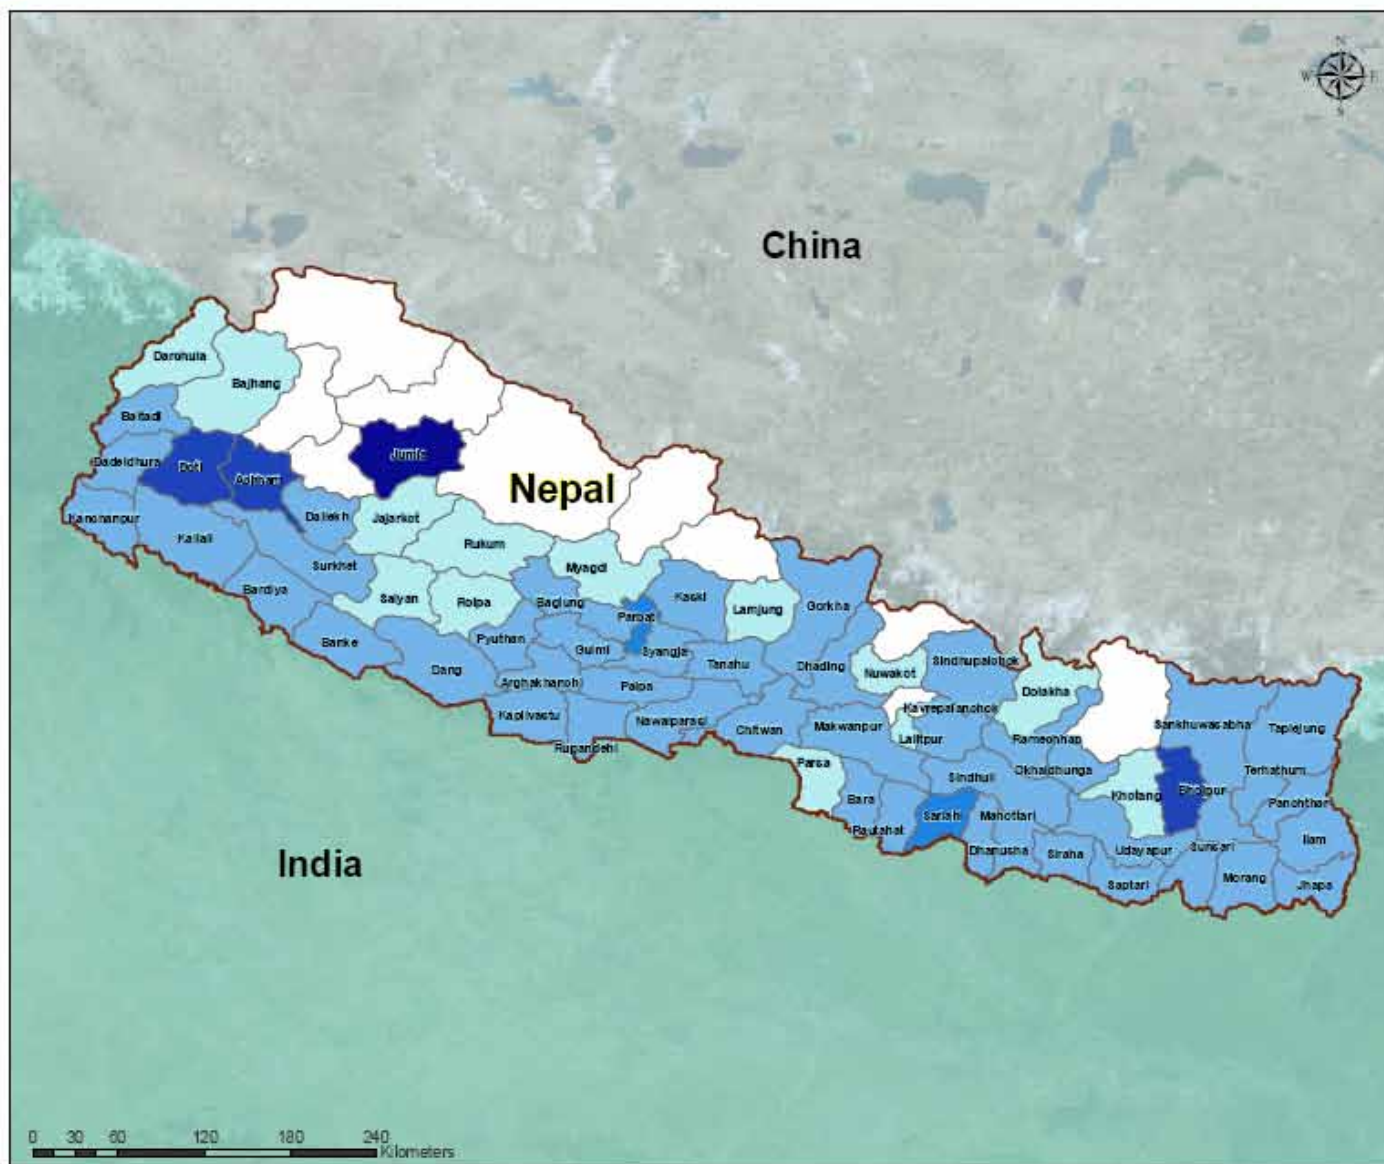 N
W E
S
China
Darchula
Bajhang
Baitadi
Jumla
Dadeldhura
Doti
Achham
Nepal
Kanchanpur
Dailekh
Jajarkot
Kailali
Rukum
Surkhet
Myagdi
Bardiya
Salyan
Rolpa
Baglung
Kaski
Parbat
Lamjung
Gorkha
Banke
Pyuthan
Gulmi
Syangja
Tanahu
Dhading
Nuwakot
Sindhupalchok
Dang
Arghakhanchi
Palpa
Dolakha
Kapilvastu
Nawalparasi
Chitwan
Makwanpur
Kavrepalanchok
Lalitpur
Ramechhap
Sankhuwasabha
Taplejung
Rupandehi
Parsa
Sindhuli
Okhaldhunga
Terhathum
Bara
Khotang
Bhojpur
Panchthar
Rautahat
Sarlahi
Mahottari
Dhanusha
Siraha
Udayapur
Sunsari
Ilam
India
Saptari
Morang
Jhapa
0 30 60 120 180 240
Kilometers